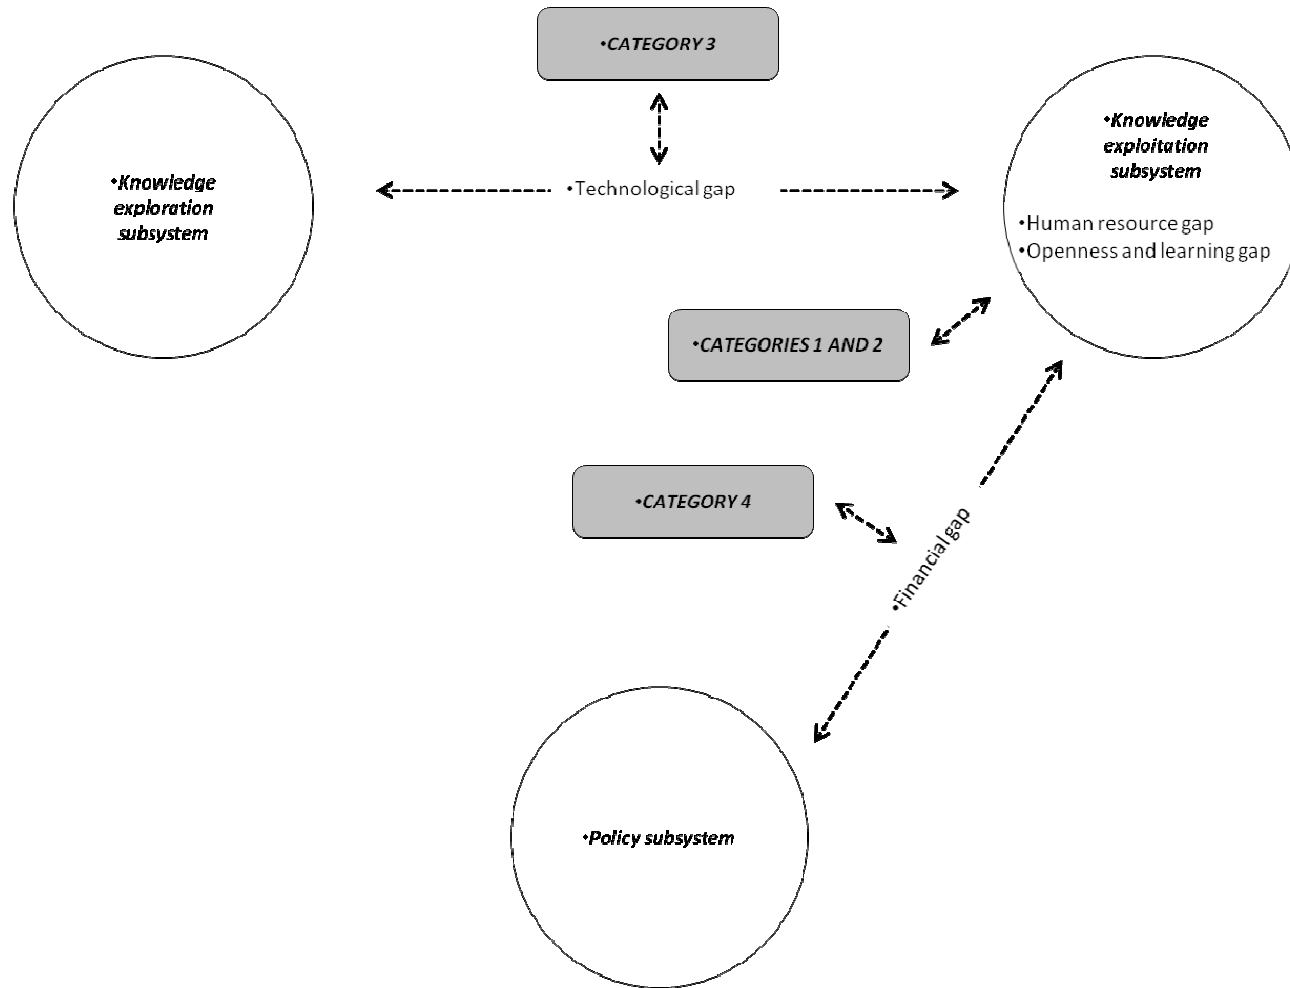 •CATEGORY 3
•Knowledge
exploration
subsystem
•Technological gap
•Knowledge
exploitation
subsystem
•Human resource gap
•Openness and learning gap
•CATEGORIES 1 AND 2
•CATEGORY 4
•Financial gap
•Policy subsystem